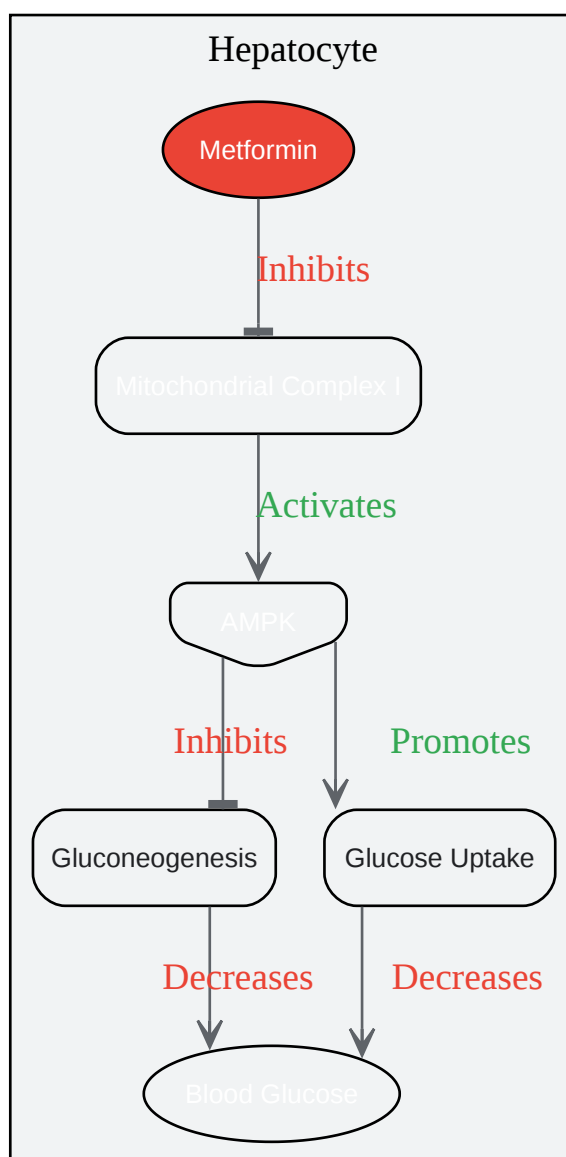 Hepatocyte
Metformin
Inhibits
Mitochondrial Complex I
Activates
AMPK
Inhibits
Promotes
Gluconeogenesis
Glucose Uptake
Decreases
Decreases
Blood Glucose